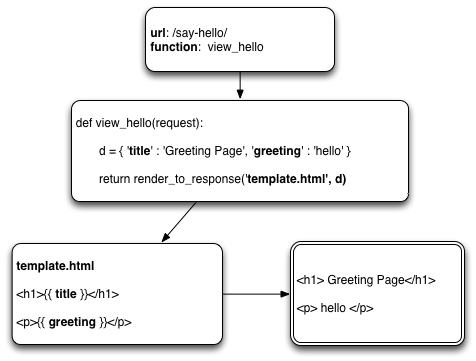 url: /say-hello/
function:  view_hello
def view_hello(request):
d = { 'title' : 'Greeting Page', 'greeting' : 'hello' }
return render_to_response('template.html', d)
template.html
<h1>{{ title }}</h1>
<p>{{ greeting }}</p>
<h1> Greeting Page</h1>
<p> hello </p>